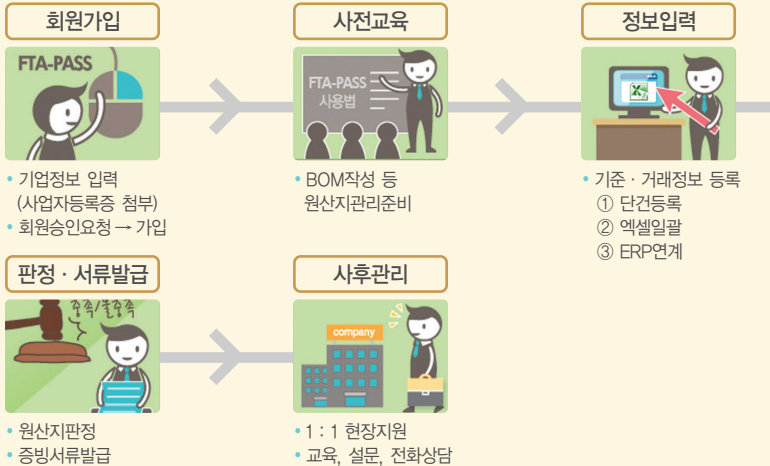 회원가입
FTA-PASS
• 기업정보 입력
(사업자등록증 첨부)
• 회원승인요청 → 가입
사전교육
FTA-PASS
사용법
• BOM작성 등
원산지관리준비
정보입력
• 기준 · 거래정보 등록
① 단건등록
② 엑셀일괄
③ ERP연계
판정 · 서류발급
충족/불충족
• 원산지판정
• 증빙서류발급
사후관리
company
• 1 : 1 현장지원
• 교육, 설문, 전화상담